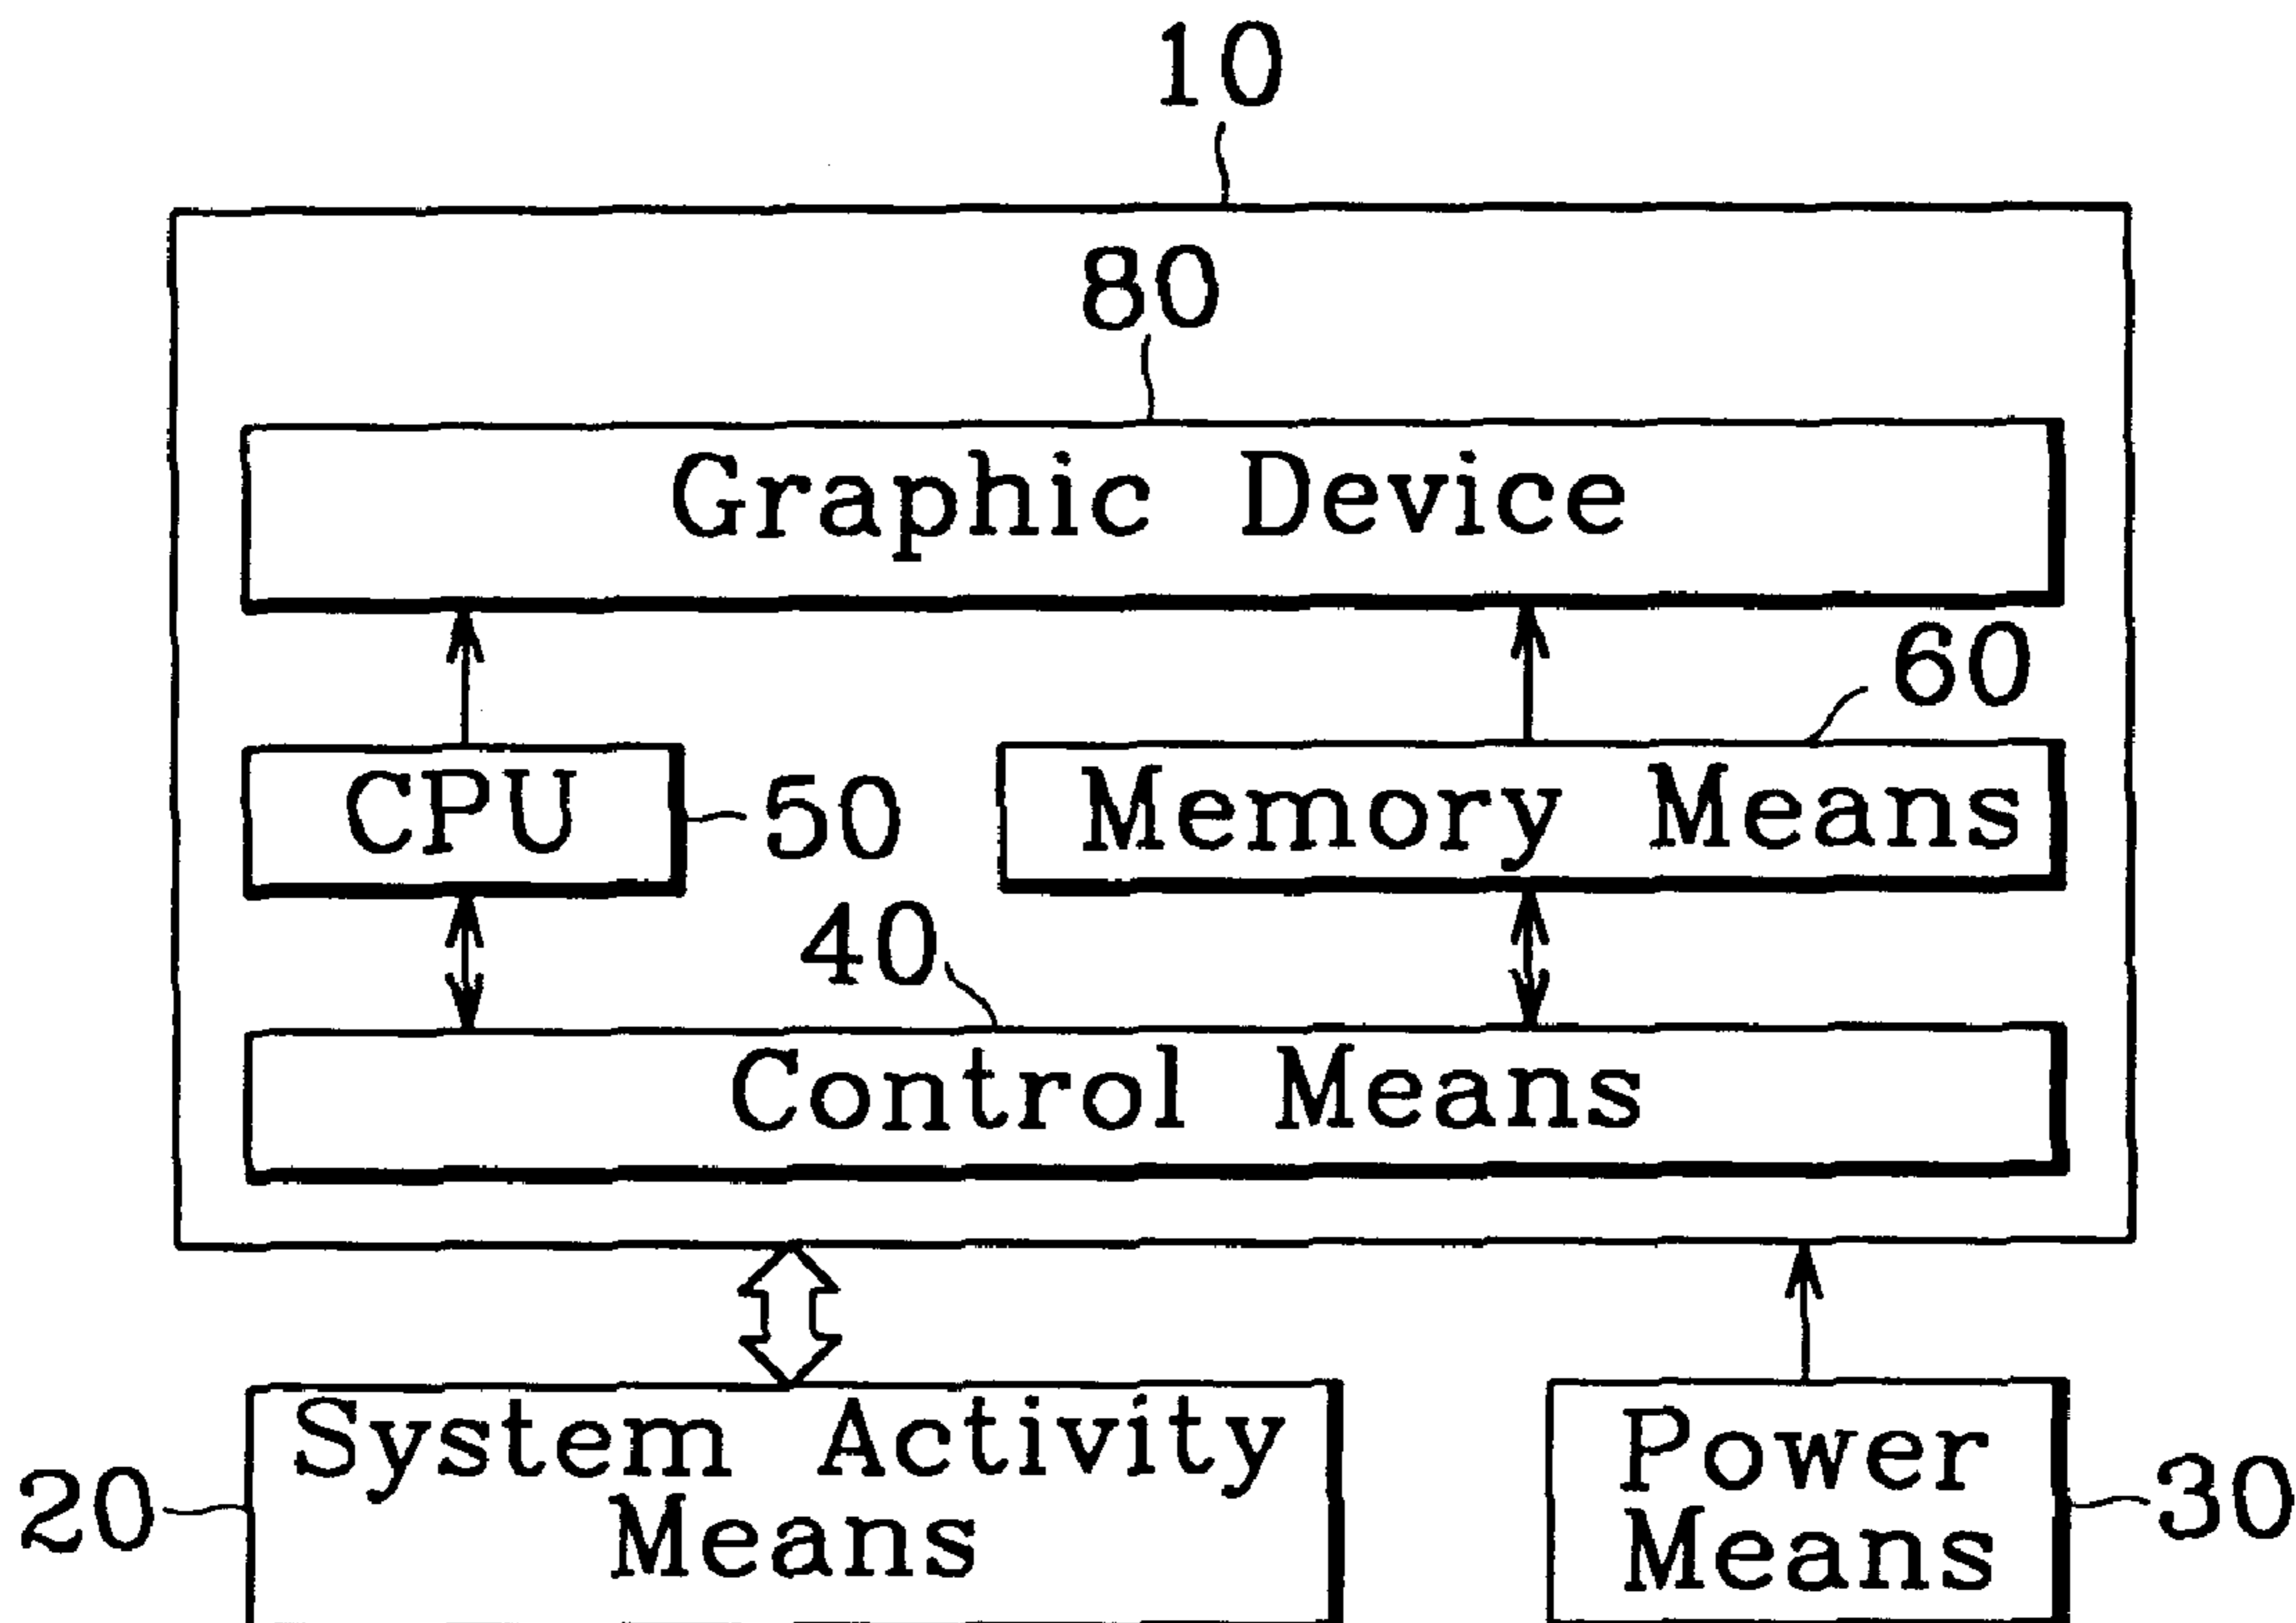 10
80
Graphic Device
60
CPU
50
Memory Means
40
Control Means
System Activity
Means
20
Power
Means
30